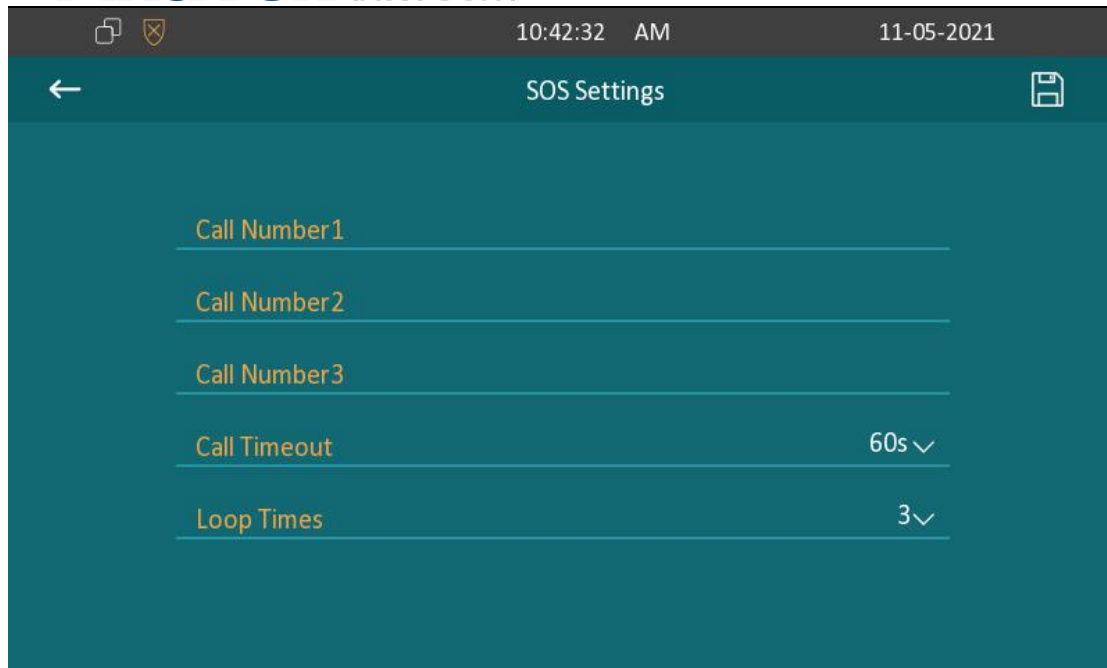 10:42:32 AM 11-05-2021
SOS Settings
Call Number1
Call Number2
Call Number3
Call Timeout 60s
Loop Times 3